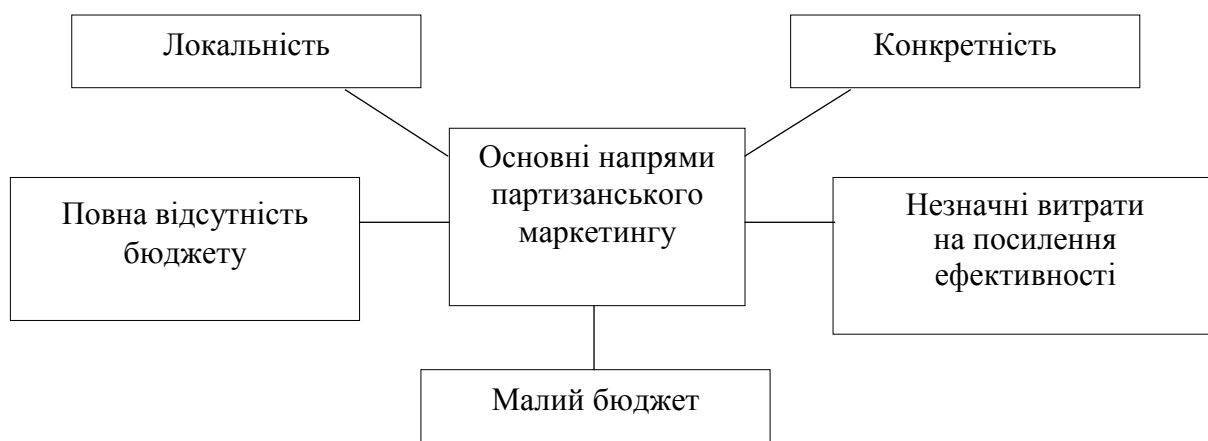 Локальність
Конкретність
Основні напрями
партизанського
маркетингу
Повна відсутність
бюджету
Незначні витрати
на посилення
ефективності
Малий бюджет